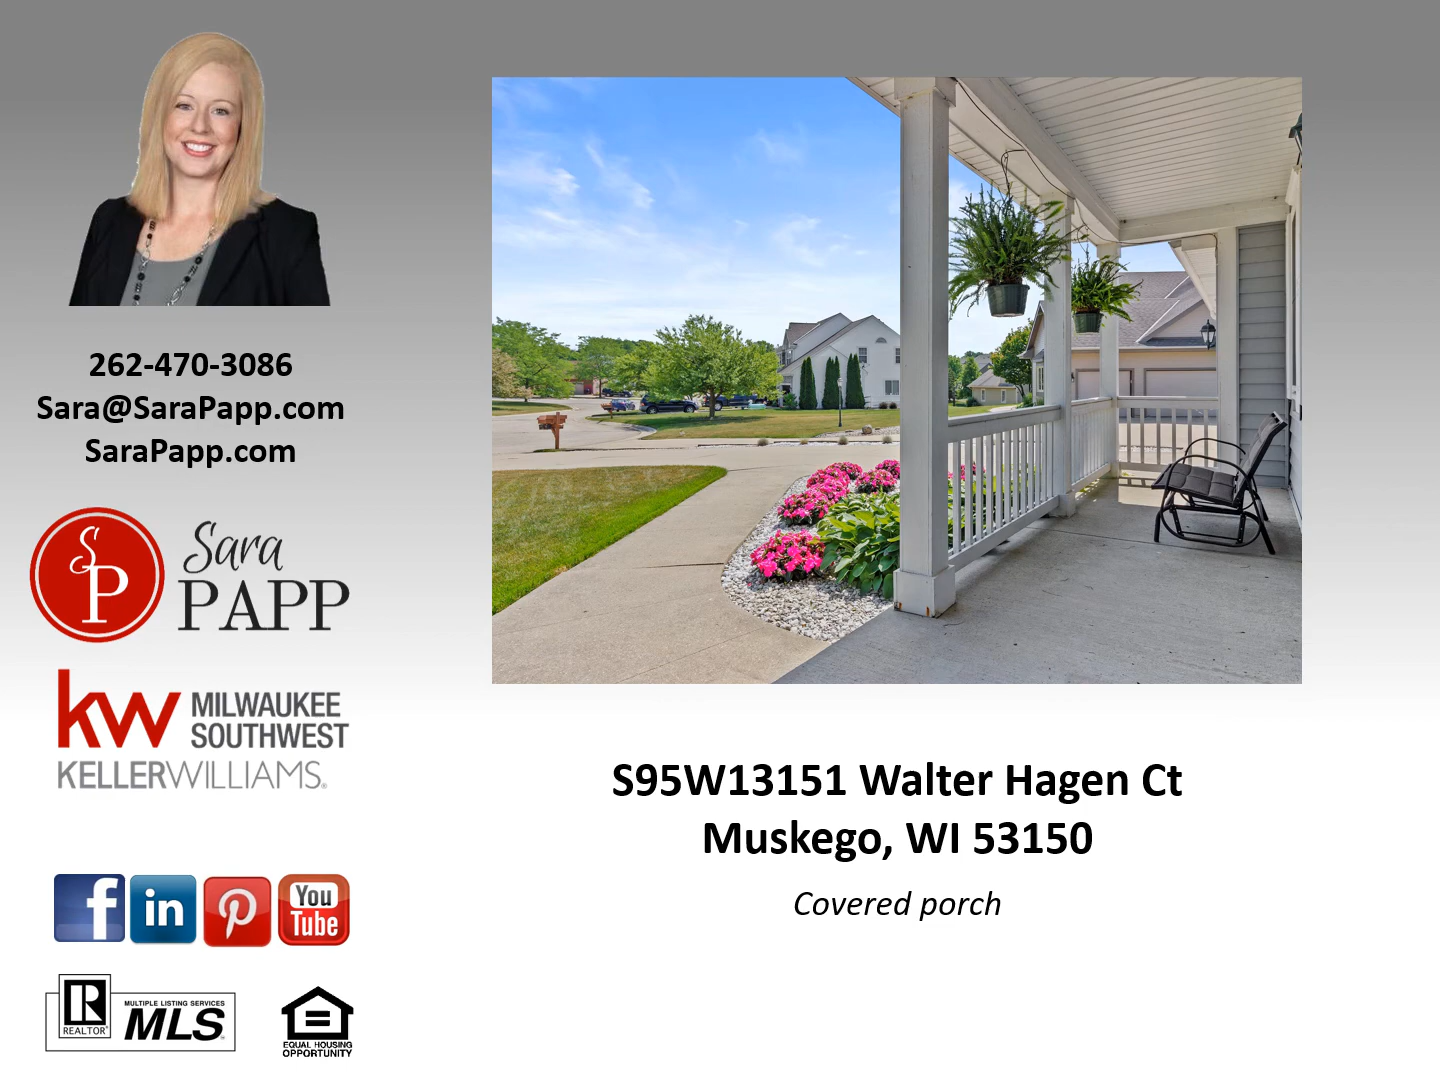 262-470-3086
Sara@SaraPapp.com
SaraPapp.com
SP
Sara
PAPP
kw MILWAUKEE
SOUTHWEST
KELLERWILLIAMS®
f in P You
Tube
R
REALTOR®
MULTIPLE LISTING SERVICES
MLS
EQUAL HOUSING
OPPORTUNITY
S95W13151 Walter Hagen Ct
Muskego, WI 53150
Covered porch